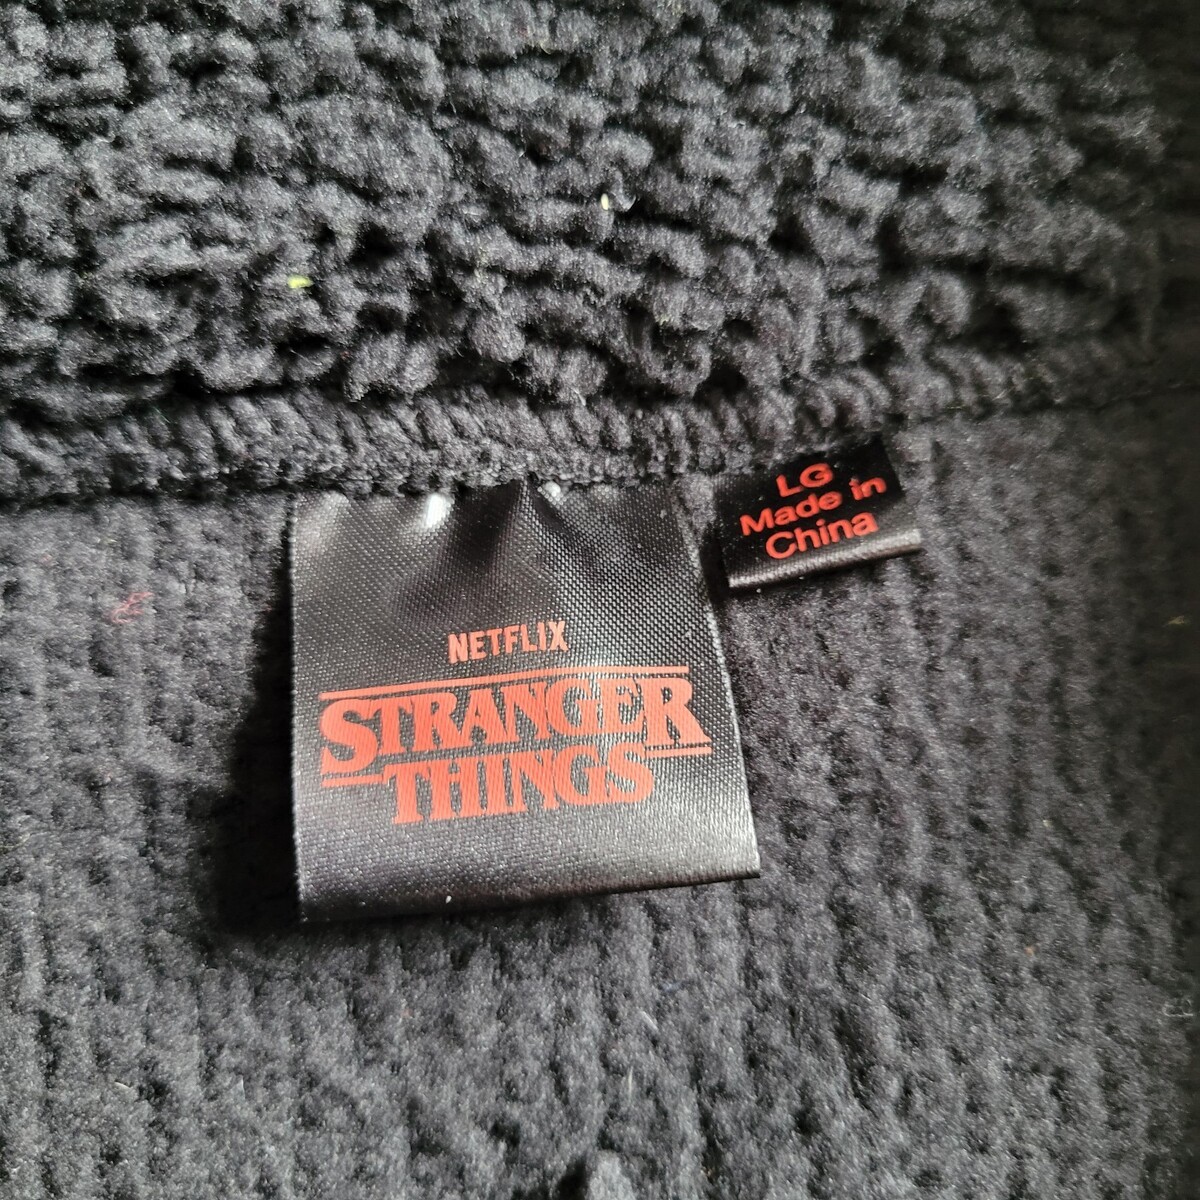 LG
Made in
China
NETFLIX
STRANGER
THINGS